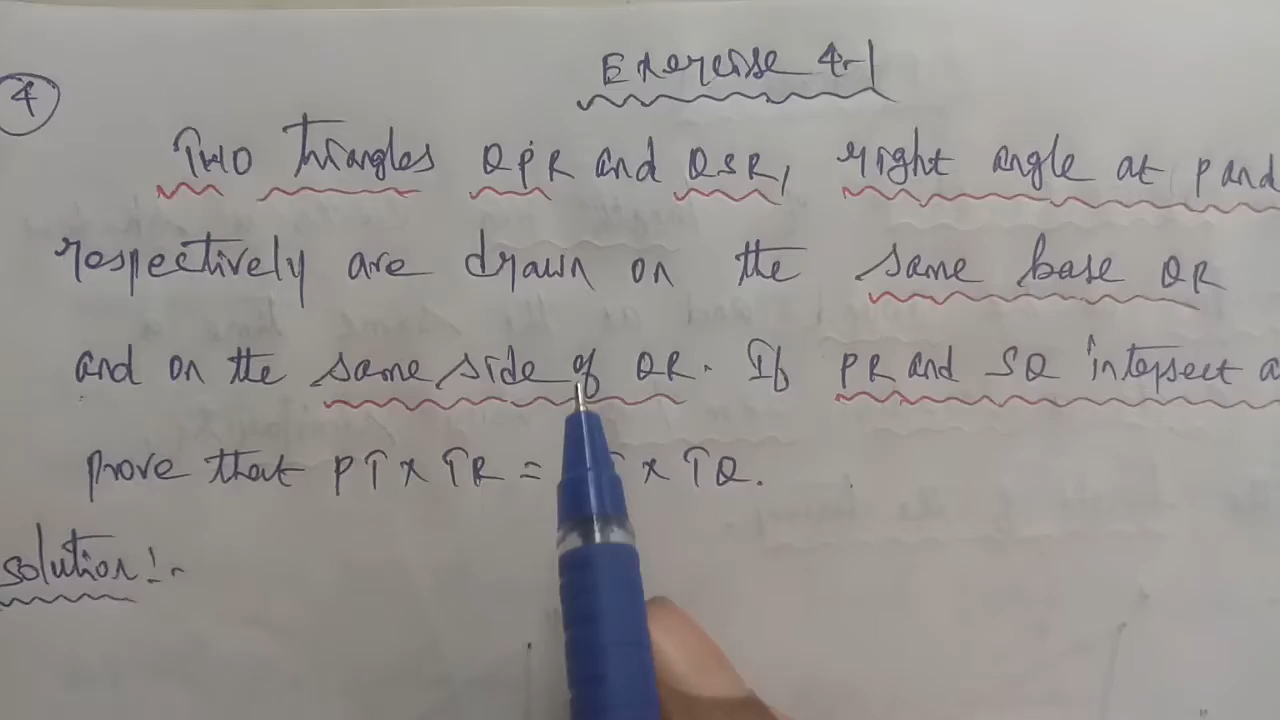 Exercise 4.1
4
Two triangles QPR and QSR, right angle at P and
respectively are drawn on the same base QR
and on the same side of QR. If PR and SQ intersect a
prove that PT x TR = T x TQ.
solution:-